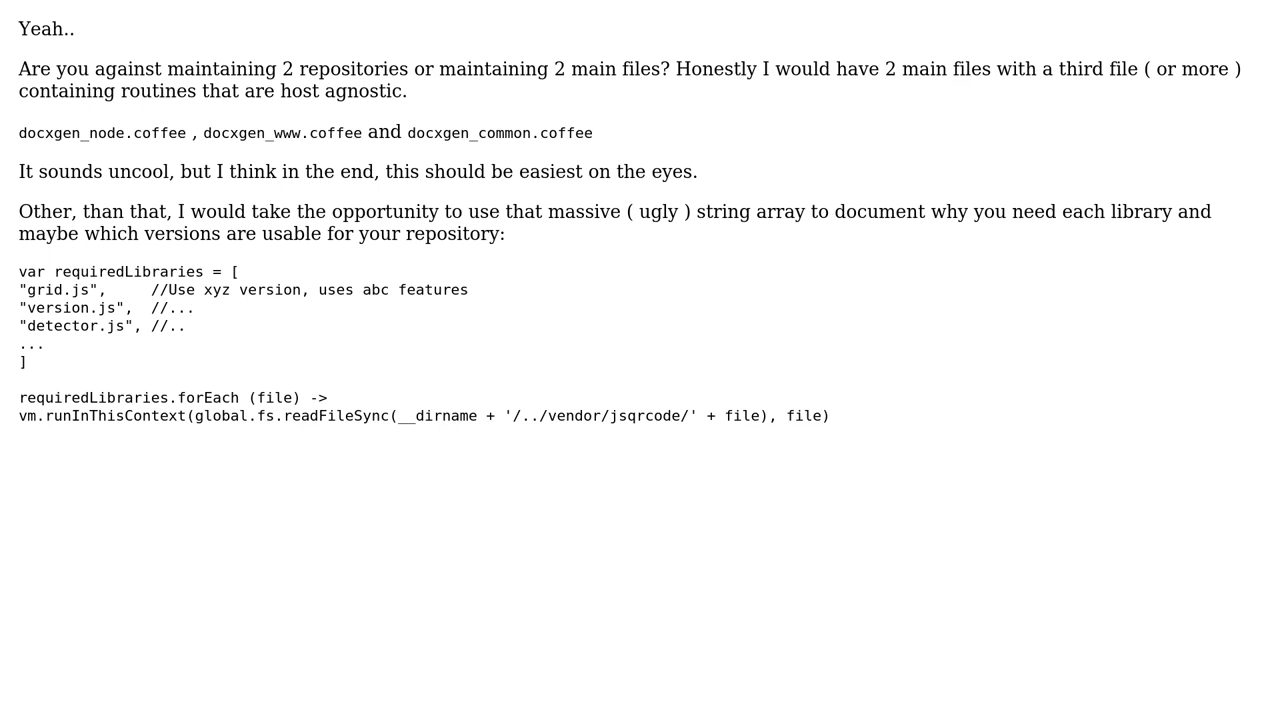 Yeah..
Are you against maintaining 2 repositories or maintaining 2 main files? Honestly I would have 2 main files with a third file ( or more )
containing routines that are host agnostic.
docxgen_node.coffee , docxgen_www.coffee and docxgen_common.coffee
It sounds uncool, but I think in the end, this should be easiest on the eyes.
Other, than that, I would take the opportunity to use that massive ( ugly ) string array to document why you need each library and
maybe which versions are usable for your repository:
var requiredLibraries = [
"grid.js",     //Use xyz version, uses abc features
"version.js",  //...
"detector.js", //..
...
]
requiredLibraries.forEach (file) ->
vm.runInThisContext(global.fs.readFileSync(__dirname + '/../vendor/jsqrcode/' + file), file)